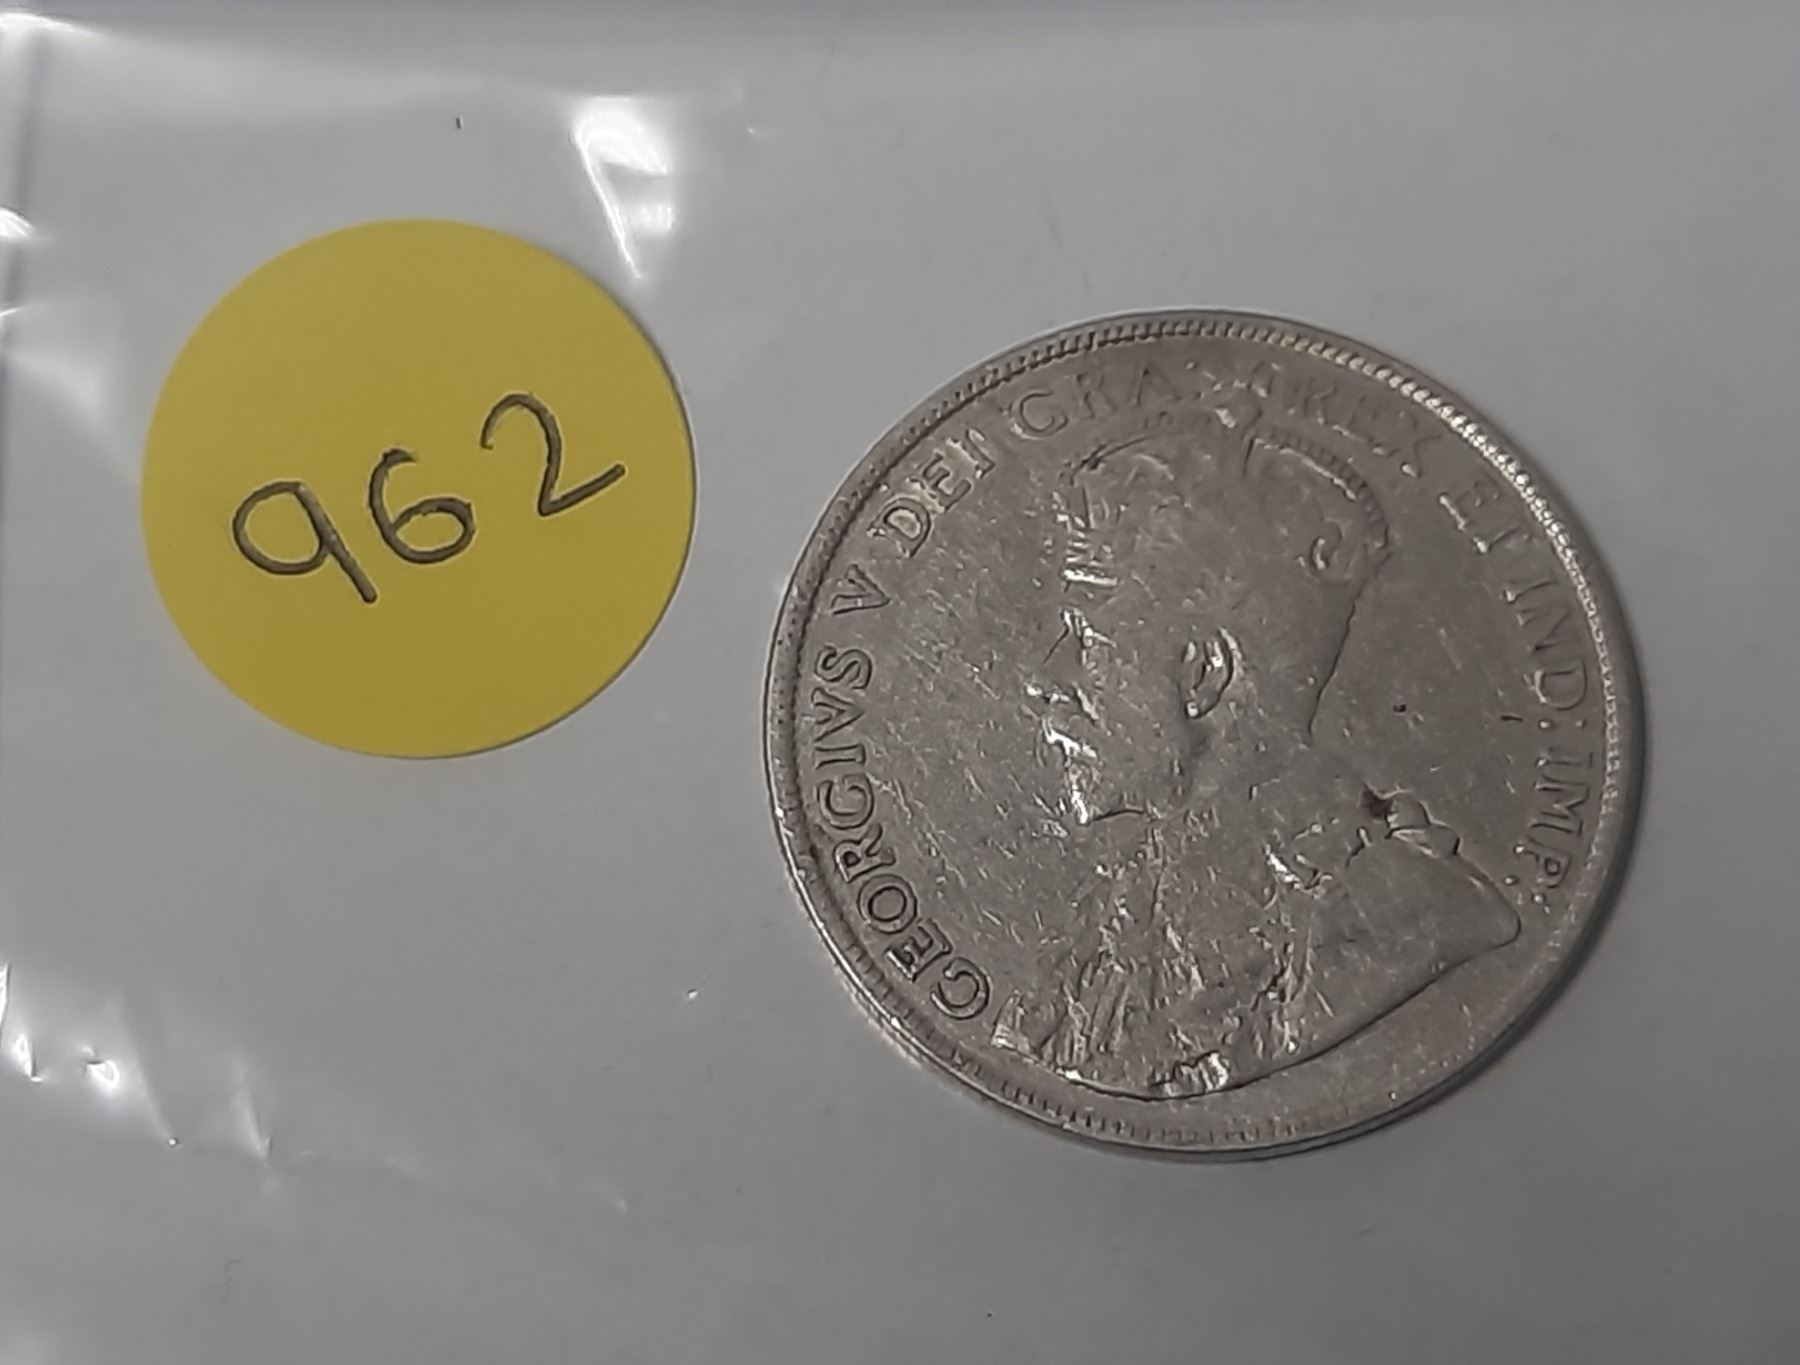 962
GEORGIVS V DEI GRA: REX ET IND: IMP: